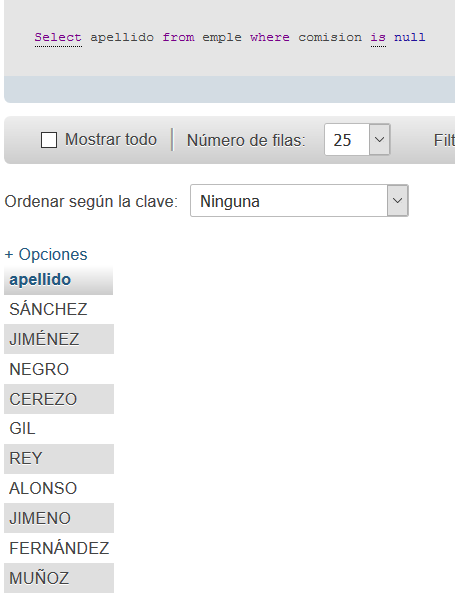 Select apellido from emple where comision is null
Mostrar todo Número de filas: 25 Filt
Ordenar según la clave: Ninguna
+ Opciones
apellido
SÁNCHEZ
JIMÉNEZ
NEGRO
CEREZO
GIL
REY
ALONSO
JIMENO
FERNÁNDEZ
MUÑOZ